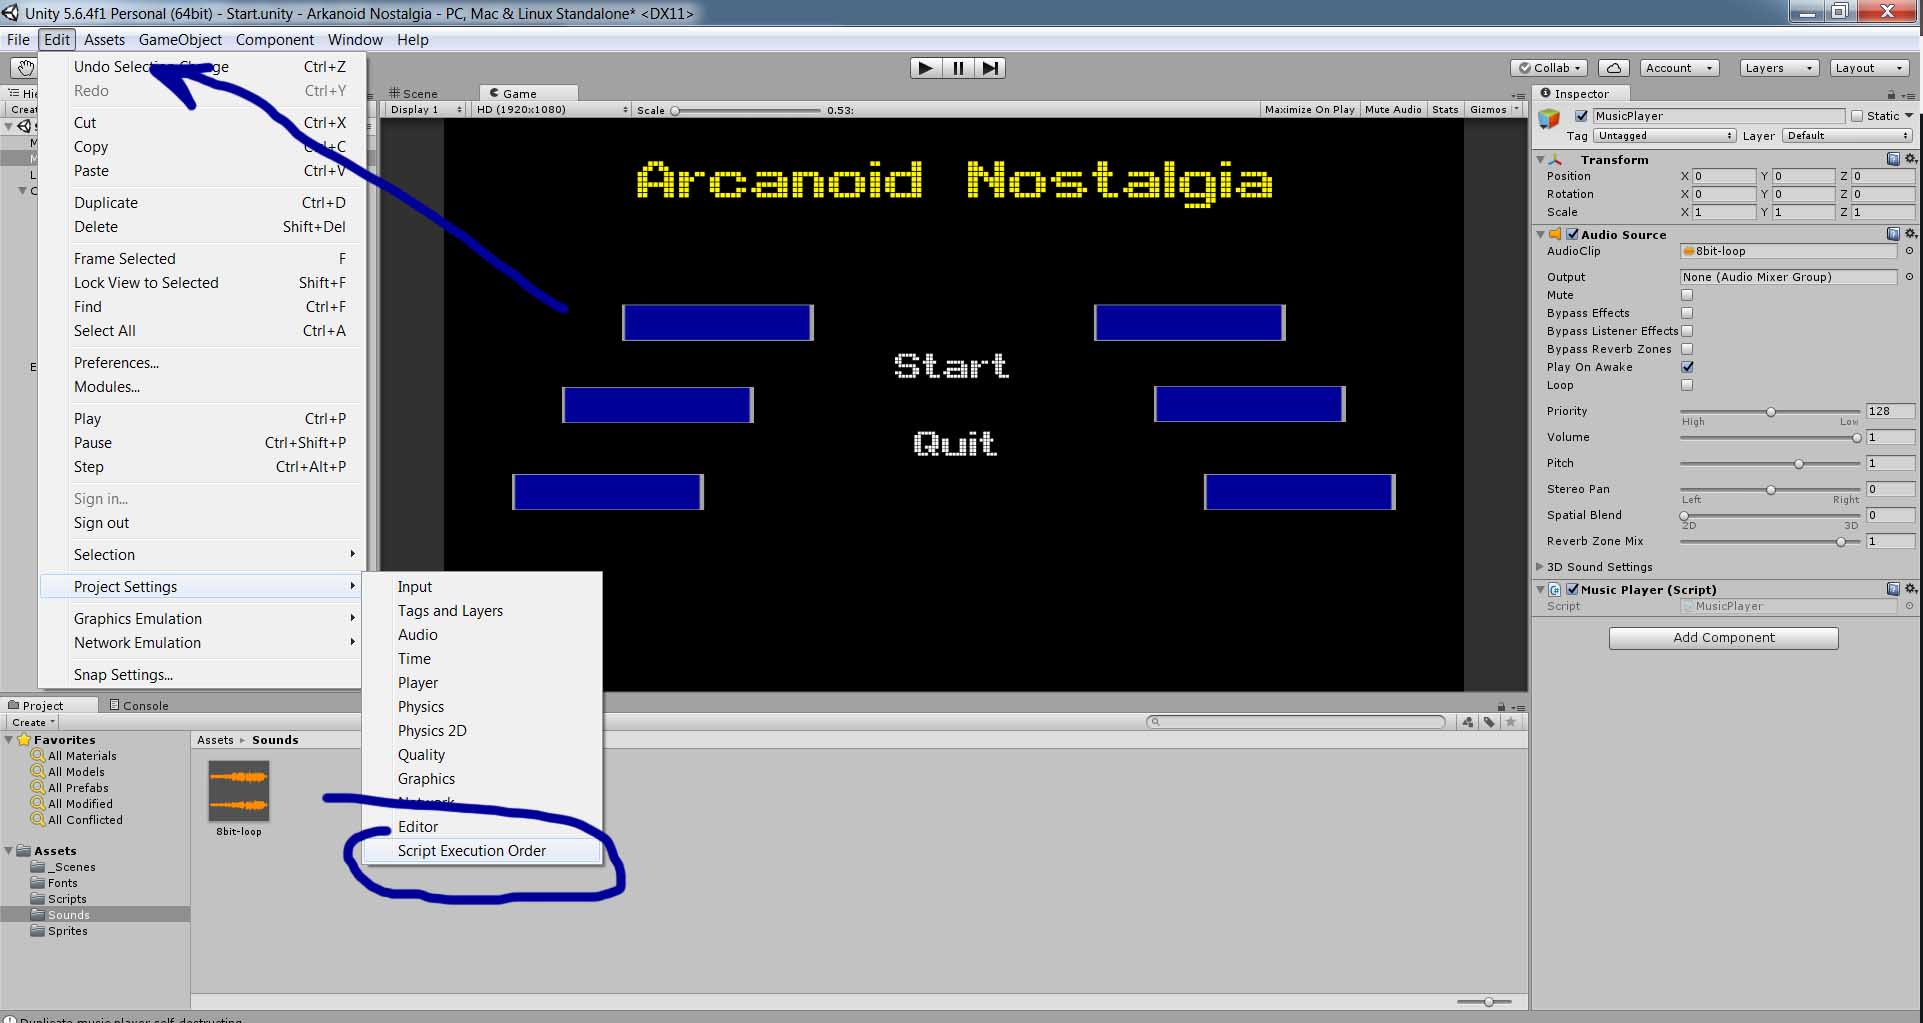 Unity 5.6.4f1 Personal (64bit) - Start.unity - Arkanoid Nostalgia - PC, Mac & Linux Standalone* <DX11>
File Edit Assets GameObject Component Window Help
Collab Account Layers Layout
Undo Selection Change Ctrl+Z
Redo Ctrl+Y
Cut Ctrl+X
Copy Ctrl+C
Paste Ctrl+V
Duplicate Ctrl+D
Delete Shift+Del
Frame Selected F
Lock View to Selected Shift+F
Find Ctrl+F
Select All Ctrl+A
Preferences...
Modules...
Play Ctrl+P
Pause Ctrl+Shift+P
Step Ctrl+Alt+P
Sign in...
Sign out
Selection
Project Settings
Graphics Emulation
Network Emulation
Snap Settings...
Input
Tags and Layers
Audio
Time
Player
Physics
Physics 2D
Quality
Graphics
Network
Editor
Script Execution Order
Scene Game
Display 1 HD (1920x1080) Scale 0.53: Maximize On Play Mute Audio Stats Gizmos
Arcanoid Nostalgia
Start
Quit
Inspector
MusicPlayer Static
Tag Untagged Layer Default
Transform
Position X 0 Y 0 Z 0
Rotation X 0 Y 0 Z 0
Scale X 1 Y 1 Z 1
Audio Source
AudioClip 8bit-loop
Output None (Audio Mixer Group)
Mute
Bypass Effects
Bypass Listener Effects
Bypass Reverb Zones
Play On Awake
Loop
Priority 128
High Low
Volume 1
Pitch 1
Stereo Pan 0
Left Right
Spatial Blend 0
2D 3D
Reverb Zone Mix 1
3D Sound Settings
Music Player (Script)
Script MusicPlayer
Add Component
Project Console
Create
Favorites
All Materials
All Models
All Prefabs
All Modified
All Conflicted
Assets
_Scenes
Fonts
Scripts
Sounds
Sprites
Assets Sounds
8bit-loop
Duplicate music player self-destructing